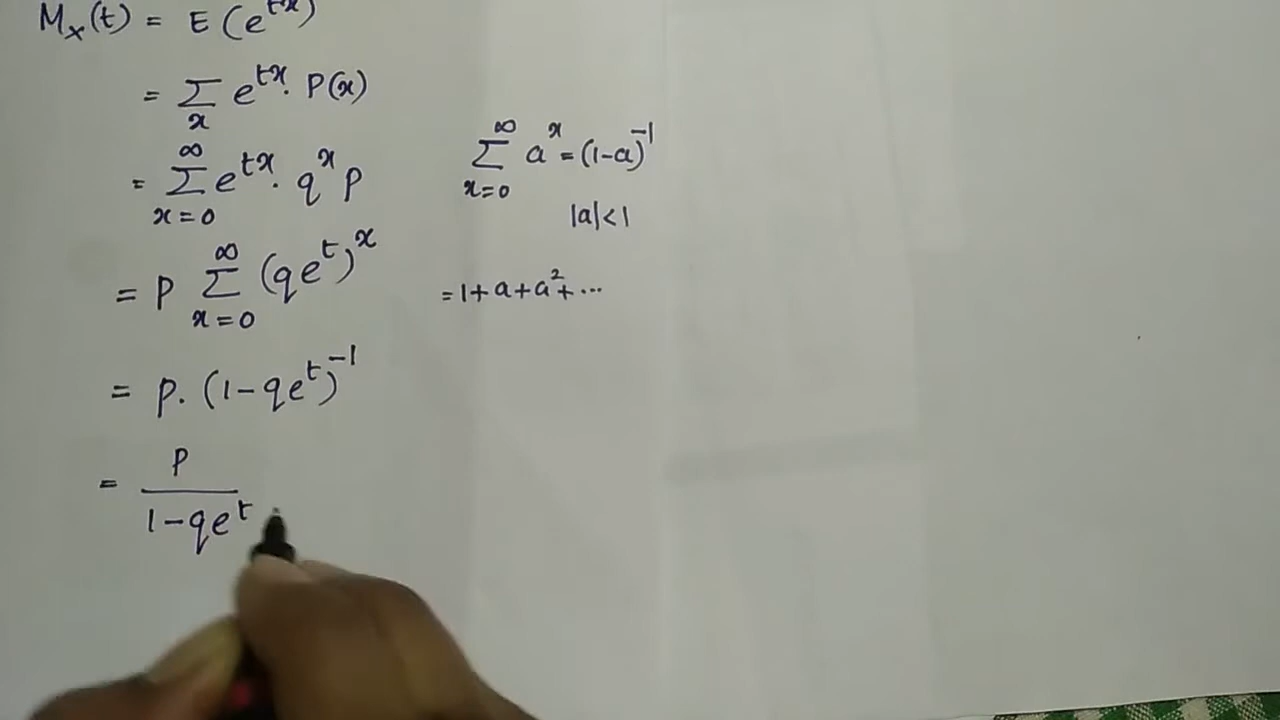 Mₓ(t) = E(e^{tx})
= Σ_x e^{tx}. P(x)
= Σ_{x=0}^{∞} e^{tx}. q^x p
= p Σ_{x=0}^{∞} (qe^t)^x
= p. (1-qe^t)^{-1}
= p / (1-qe^t)
Σ_{x=0}^{∞} a^x = (1-a)^{-1}
|a|<1
= 1+a+a²+...